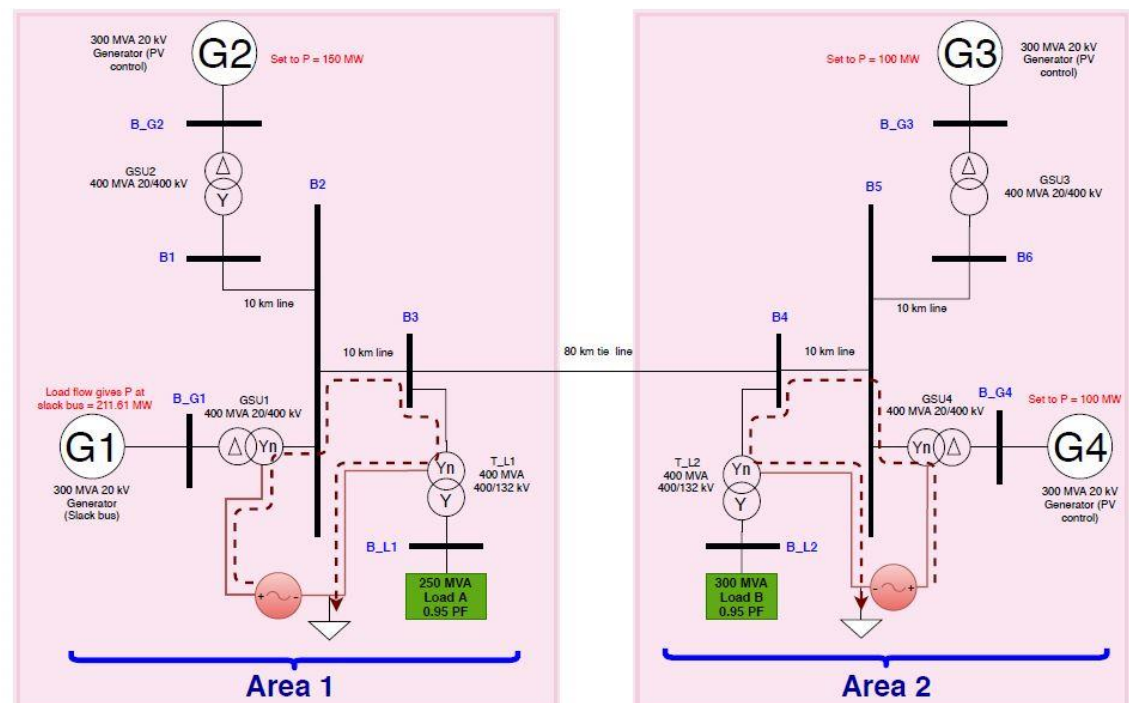 300 MVA 20 kV
Generator (PV
control)
G2
Set to P = 150 MW
B_G2
GSU2
400 MVA 20/400 kV
Δ
Y
B2
B1
10 km line
B3
10 km line
Load flow gives P at
slack bus = 211.61 MW
B_G1
GSU1
400 MVA 20/400 kV
G1
Δ
Yn
300 MVA 20 kV
Generator
(Slack bus)
T_L1
400 MVA
400/132 kV
Yn
Y
B_L1
250 MVA
Load A
0.95 PF
+
-
Area 1
80 km tie line
Set to P = 100 MW
G3
300 MVA 20 kV
Generator (PV
control)
B_G3
Δ
GSU3
400 MVA 20/400 kV
B5
B6
10 km line
B4
10 km line
B_G4
GSU4
400 MVA 20/400 kV
Set to P = 100 MW
Yn
Δ
G4
300 MVA 20 kV
Generator (PV
control)
T_L2
400 MVA
400/132 kV
Yn
Y
B_L2
300 MVA
Load B
0.95 PF
-
+
Area 2